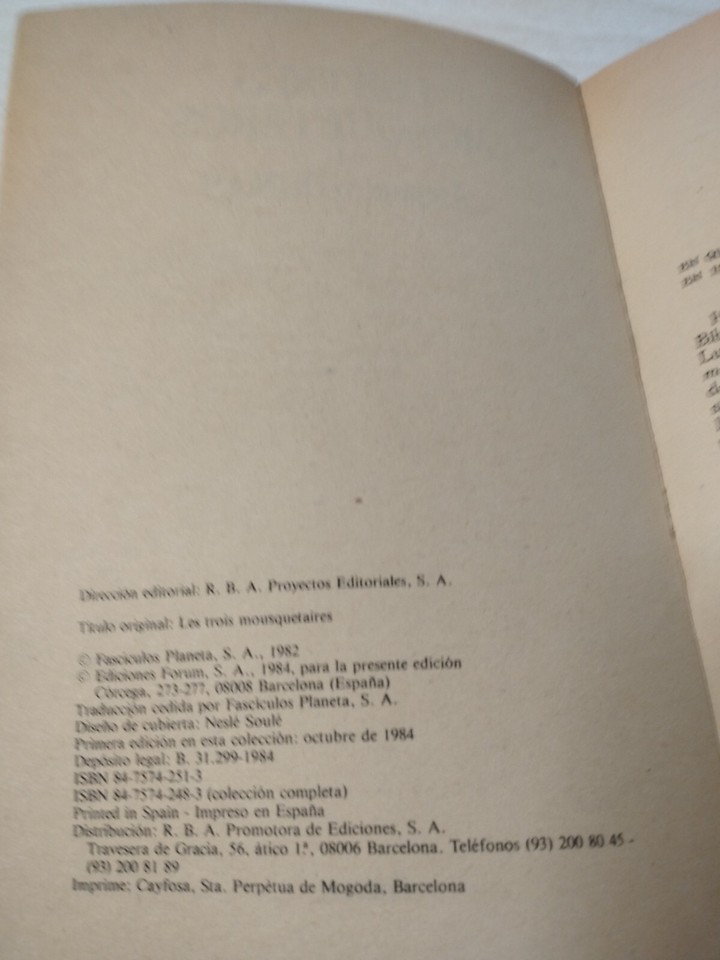 Dirección editorial: R. B. A. Proyectos Editoriales, S. A.
Título original: Les trois mousquetaires
© Fascículos Planeta, S. A., 1982
© Ediciones Forum, S. A., 1984, para la presente edición
Córcega, 273-277, 08008 Barcelona (España)
Traducción cedida por Fascículos Planeta, S. A.
Diseño de cubierta: Neslé Soulé
Primera edición en esta colección: octubre de 1984
Depósito legal: B. 31.299-1984
ISBN 84-7574-251-3
ISBN 84-7574-248-3 (colección completa)
Printed in Spain - Impreso en España
Distribución: R. B. A. Promotora de Ediciones, S. A.
Travesera de Gracia, 56, ático 1.ª, 08006 Barcelona. Teléfonos (93) 200 80 45 -
(93) 200 81 89
Imprime: Cayfosa, Sta. Perpétua de Mogoda, Barcelona